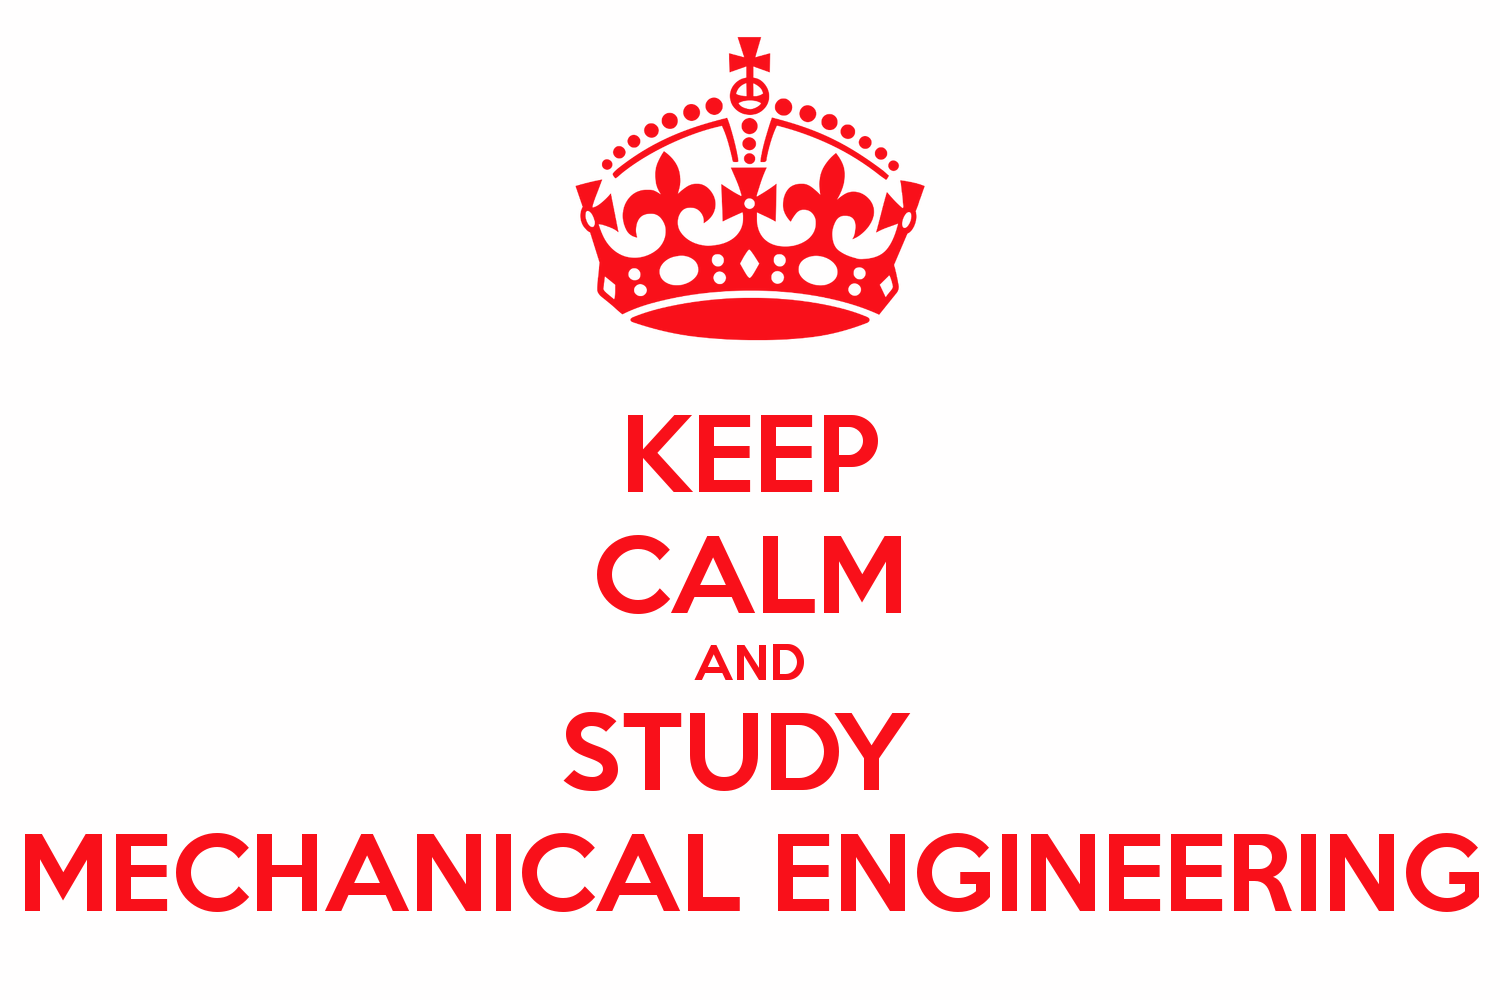 KEEP
CALM
AND
STUDY
MECHANICAL ENGINEERING